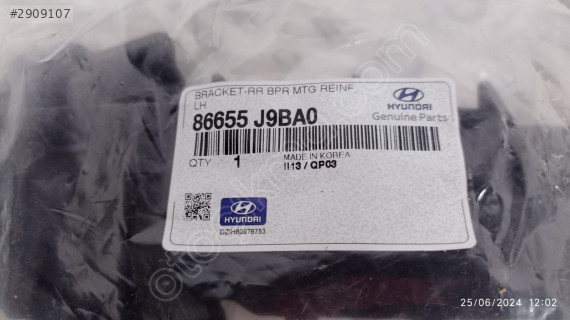 #2909107
BRACKET-RR BPR MTG REINF
LH
86655 J9BA0
HYUNDAI
Genuine Parts
QTY 1
MADE IN KOREA
II13 / QP03
HYUNDAI
25/06/2024 12:02